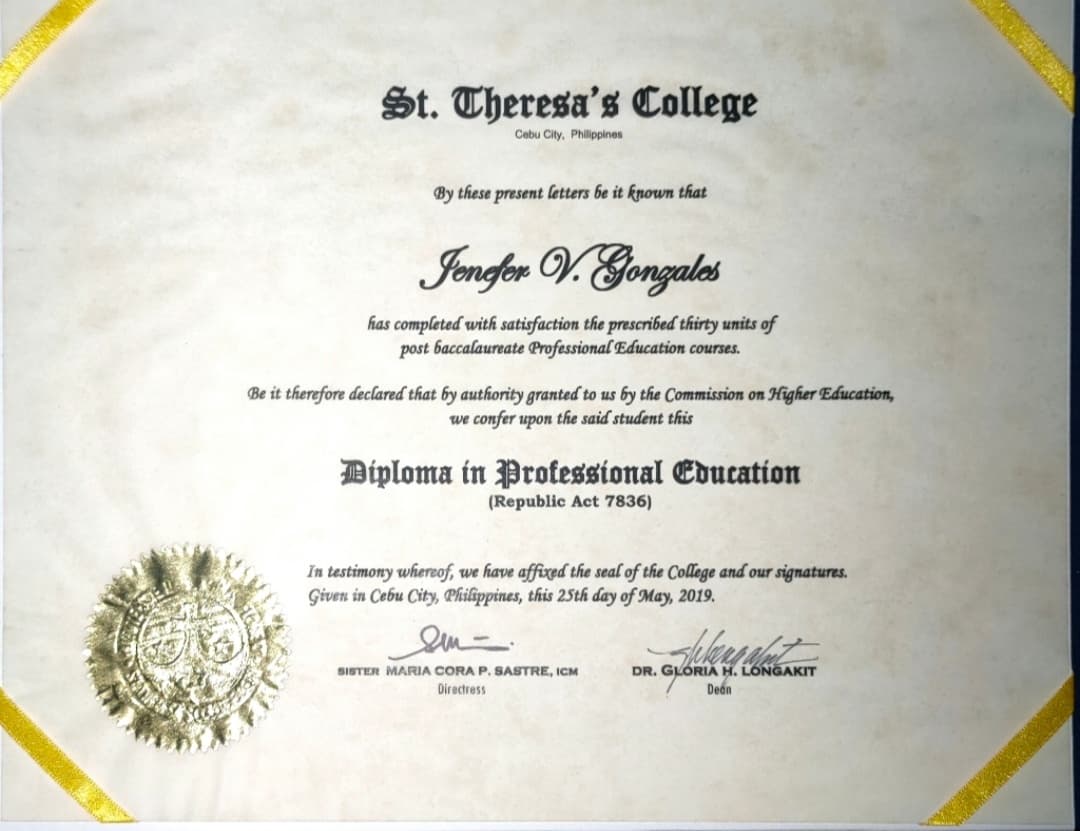 St. Theresa's College
Cebu City, Philippines
By these present letters be it known that
Jenefer V. Gonzales
has completed with satisfaction the prescribed thirty units of
post baccalaureate Professional Education courses.
Be it therefore declared that by authority granted to us by the Commission on Higher Education,
we confer upon the said student this
Diploma in Professional Education
(Republic Act 7836)
In testimony whereof, we have affixed the seal of the College and our signatures.
Given in Cebu City, Philippines, this 25th day of May, 2019.
SISTER MARIA CORA P. SASTRE, ICM
Directress
DR. GLORIA H. LONGAKIT
Dean